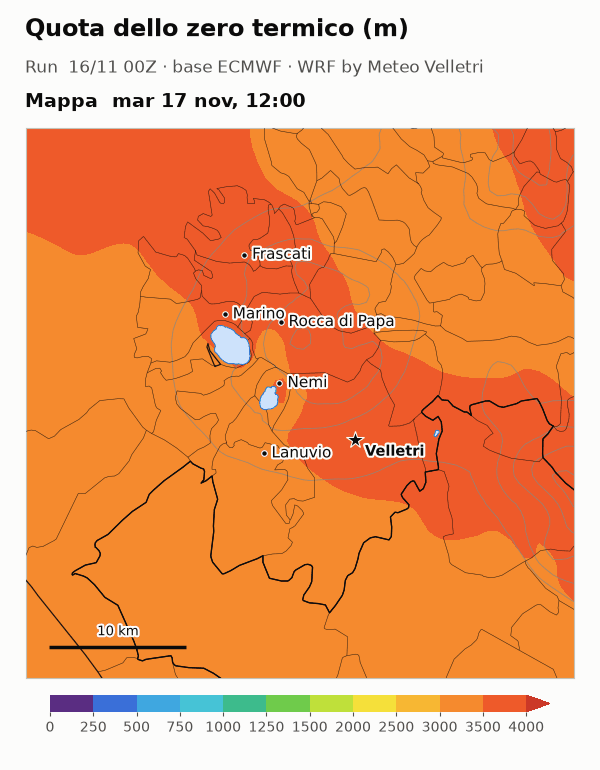 Quota dello zero termico (m)
Run  16/11 00Z · base ECMWF · WRF by Meteo Velletri
Mappa  mar 17 nov, 12:00
Frascati
Marino
Rocca di Papa
Nemi
Velletri
Lanuvio
10 km
0 250 500 750 1000 1250 1500 2000 2500 3000 3500 4000